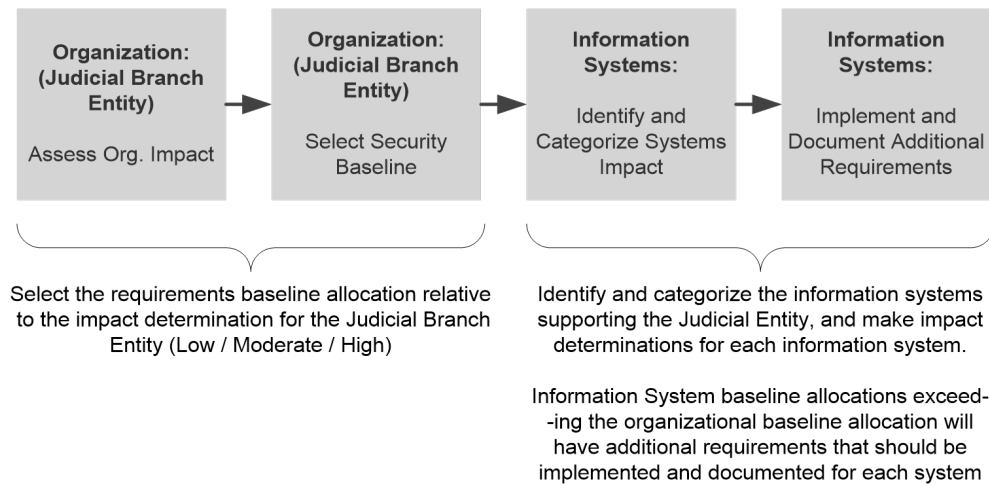 Organization:
(Judicial Branch
Entity)
Assess Org. Impact
Organization:
(Judicial Branch
Entity)
Select Security
Baseline
Information
Systems:
Identify and
Categorize Systems
Impact
Information
Systems:
Implement and
Document Additional
Requirements
Select the requirements baseline allocation relative
to the impact determination for the Judicial Branch
Entity (Low / Moderate / High)
Identify and categorize the information systems
supporting the Judicial Entity, and make impact
determinations for each information system.
Information System baseline allocations exceed-
-ing the organizational baseline allocation will
have additional requirements that should be
implemented and documented for each system